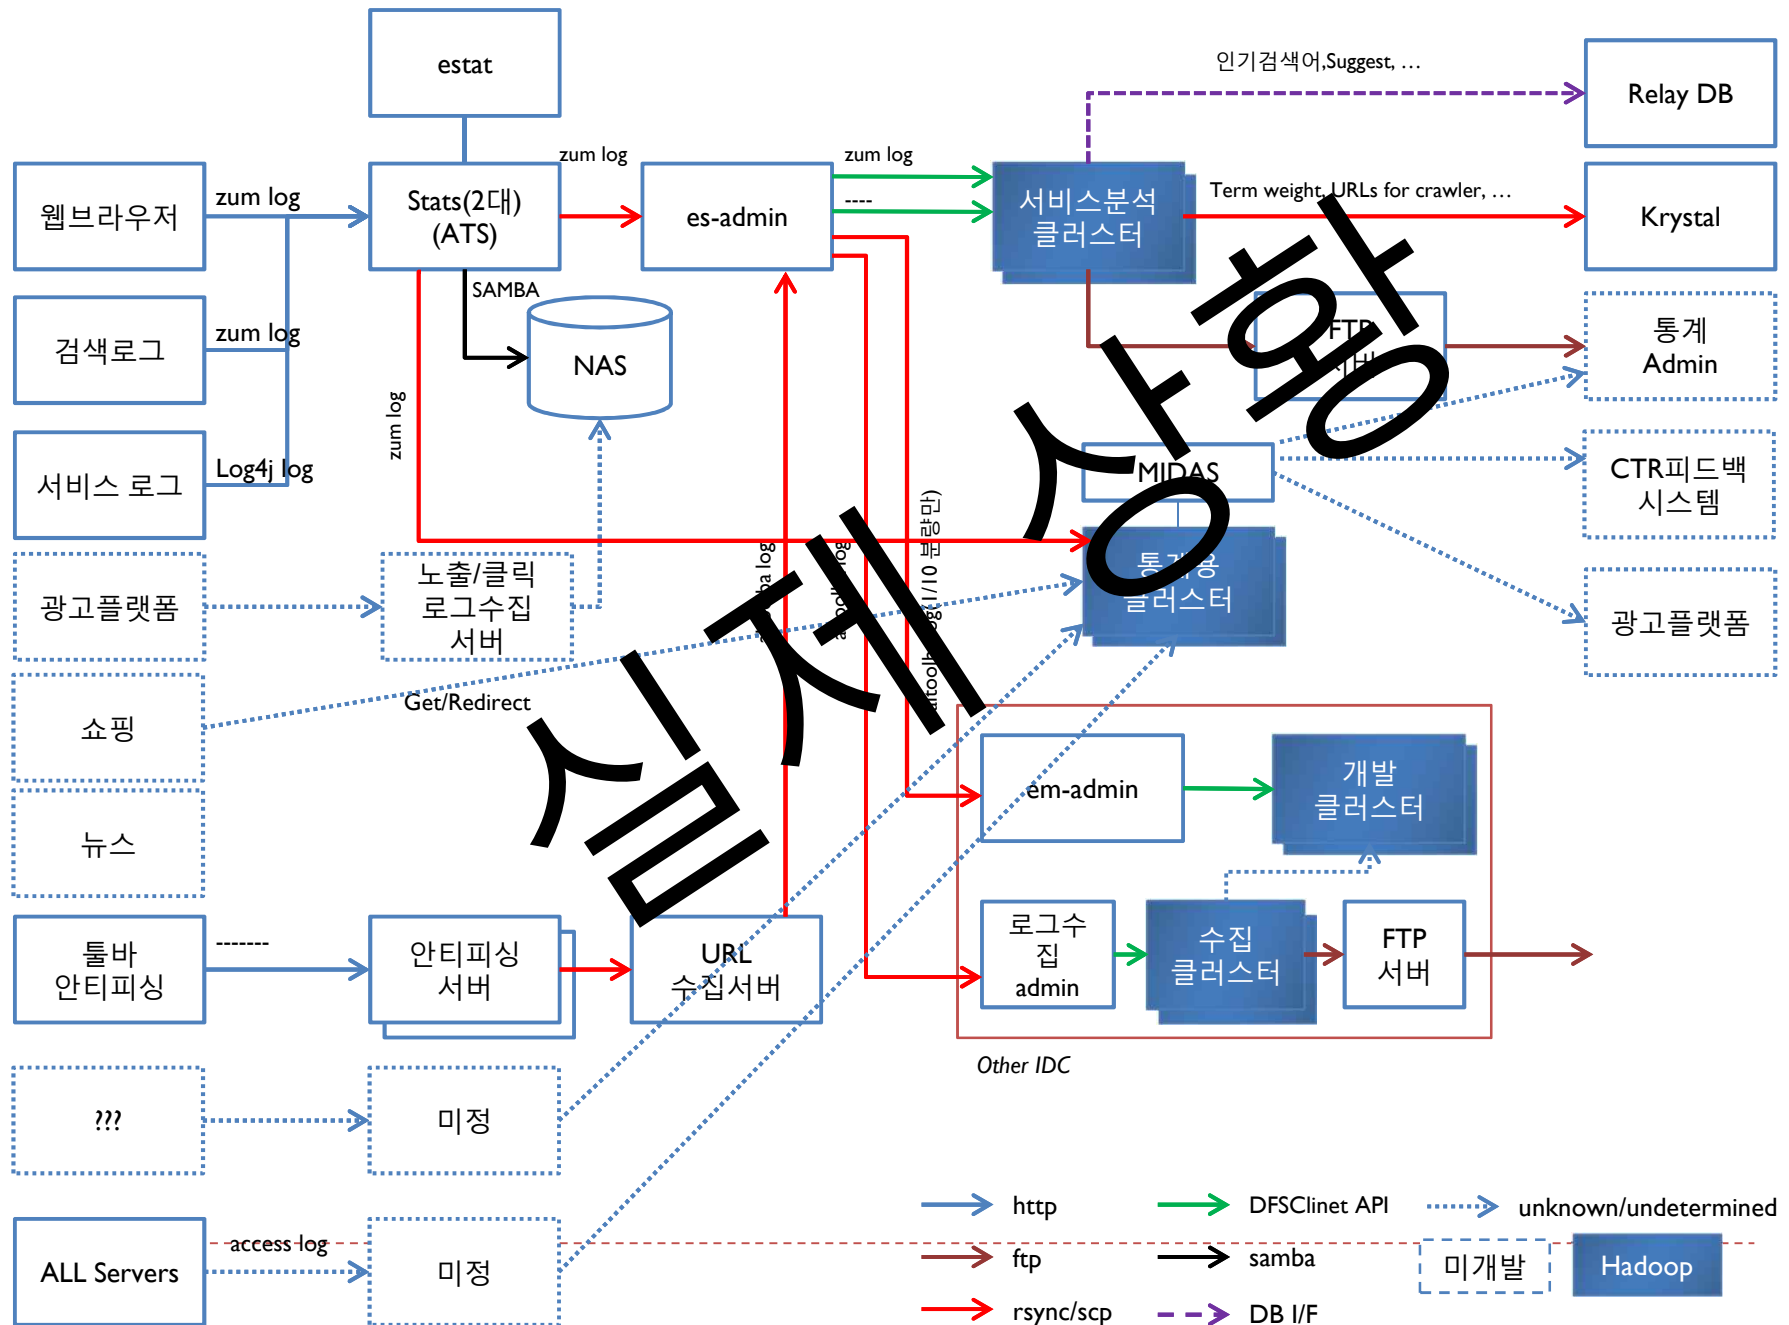 estat
인기검색어,Suggest, …
Relay DB
웹브라우저
zum log
Stats(2대)
(ATS)
zum log
es-admin
zum log
----
서비스분석
클러스터
Term weight, URLs for crawler, …
Krystal
검색로그
zum log
SAMBA
NAS
FTP
통계
Admin
서비스 로그
Log4j log
zum log
MIDAS
CTR피드백
시스템
광고플랫폼
노출/클릭
로그수집
서버
통계용
클러스터
광고플랫폼
쇼핑
Get/Redirect
실제 상황
뉴스
em-admin
개발
클러스터
툴바
안티피싱
-------
안티피싱
서버
URL
수집서버
로그수
집
admin
수집
클러스터
FTP
서버
Other IDC
???
미정
ALL Servers
access log
미정
http
DFSClinet API
unknown/undetermined
ftp
samba
미개발
Hadoop
rsync/scp
DB I/F